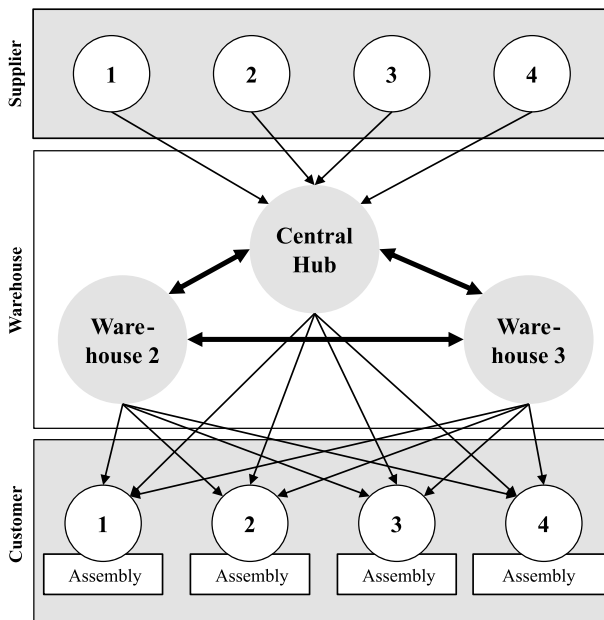 Supplier
1
2
3
4
Warehouse
Central
Hub
Ware-
house 2
Ware-
house 3
Customer
1
2
3
4
Assembly
Assembly
Assembly
Assembly